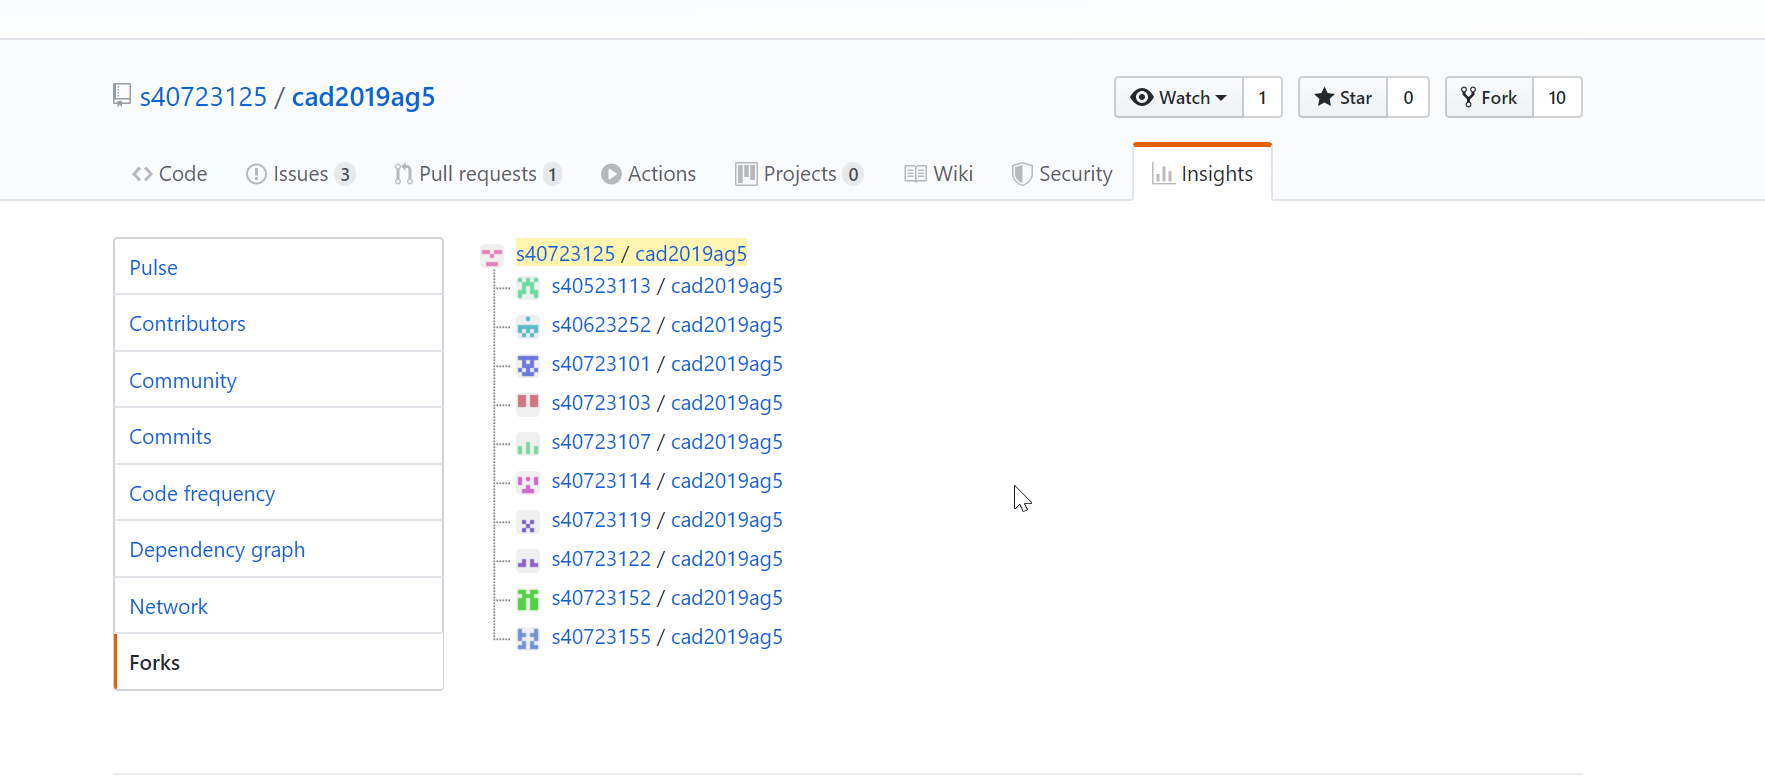 s40723125 / cad2019ag5
Watch 1 Star 0 Fork 10
Code Issues 3 Pull requests 1 Actions Projects 0 Wiki Security Insights
Pulse
Contributors
Community
Commits
Code frequency
Dependency graph
Network
Forks
s40723125 / cad2019ag5
s40523113 / cad2019ag5
s40623252 / cad2019ag5
s40723101 / cad2019ag5
s40723103 / cad2019ag5
s40723107 / cad2019ag5
s40723114 / cad2019ag5
s40723119 / cad2019ag5
s40723122 / cad2019ag5
s40723152 / cad2019ag5
s40723155 / cad2019ag5